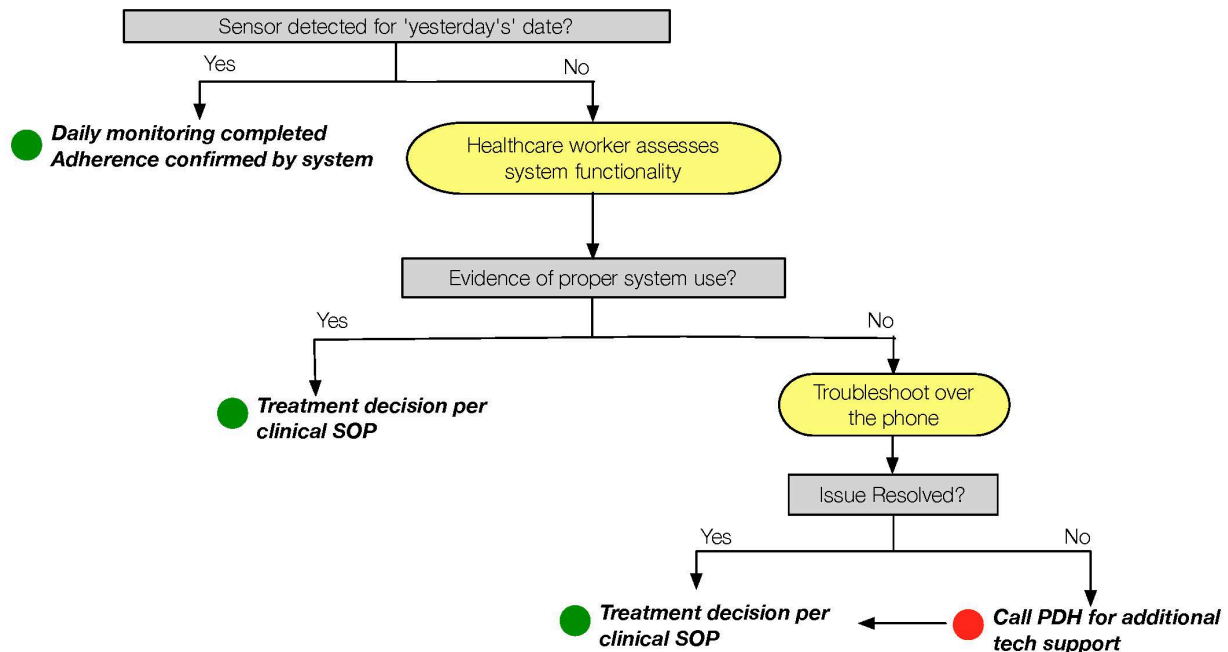 Sensor detected for 'yesterday's' date?
Yes
No
Daily monitoring completed
Adherence confirmed by system
Healthcare worker assesses
system functionality
Evidence of proper system use?
Yes
No
Treatment decision per
clinical SOP
Troubleshoot over
the phone
Issue Resolved?
Yes
No
Treatment decision per
clinical SOP
Call PDH for additional
tech support